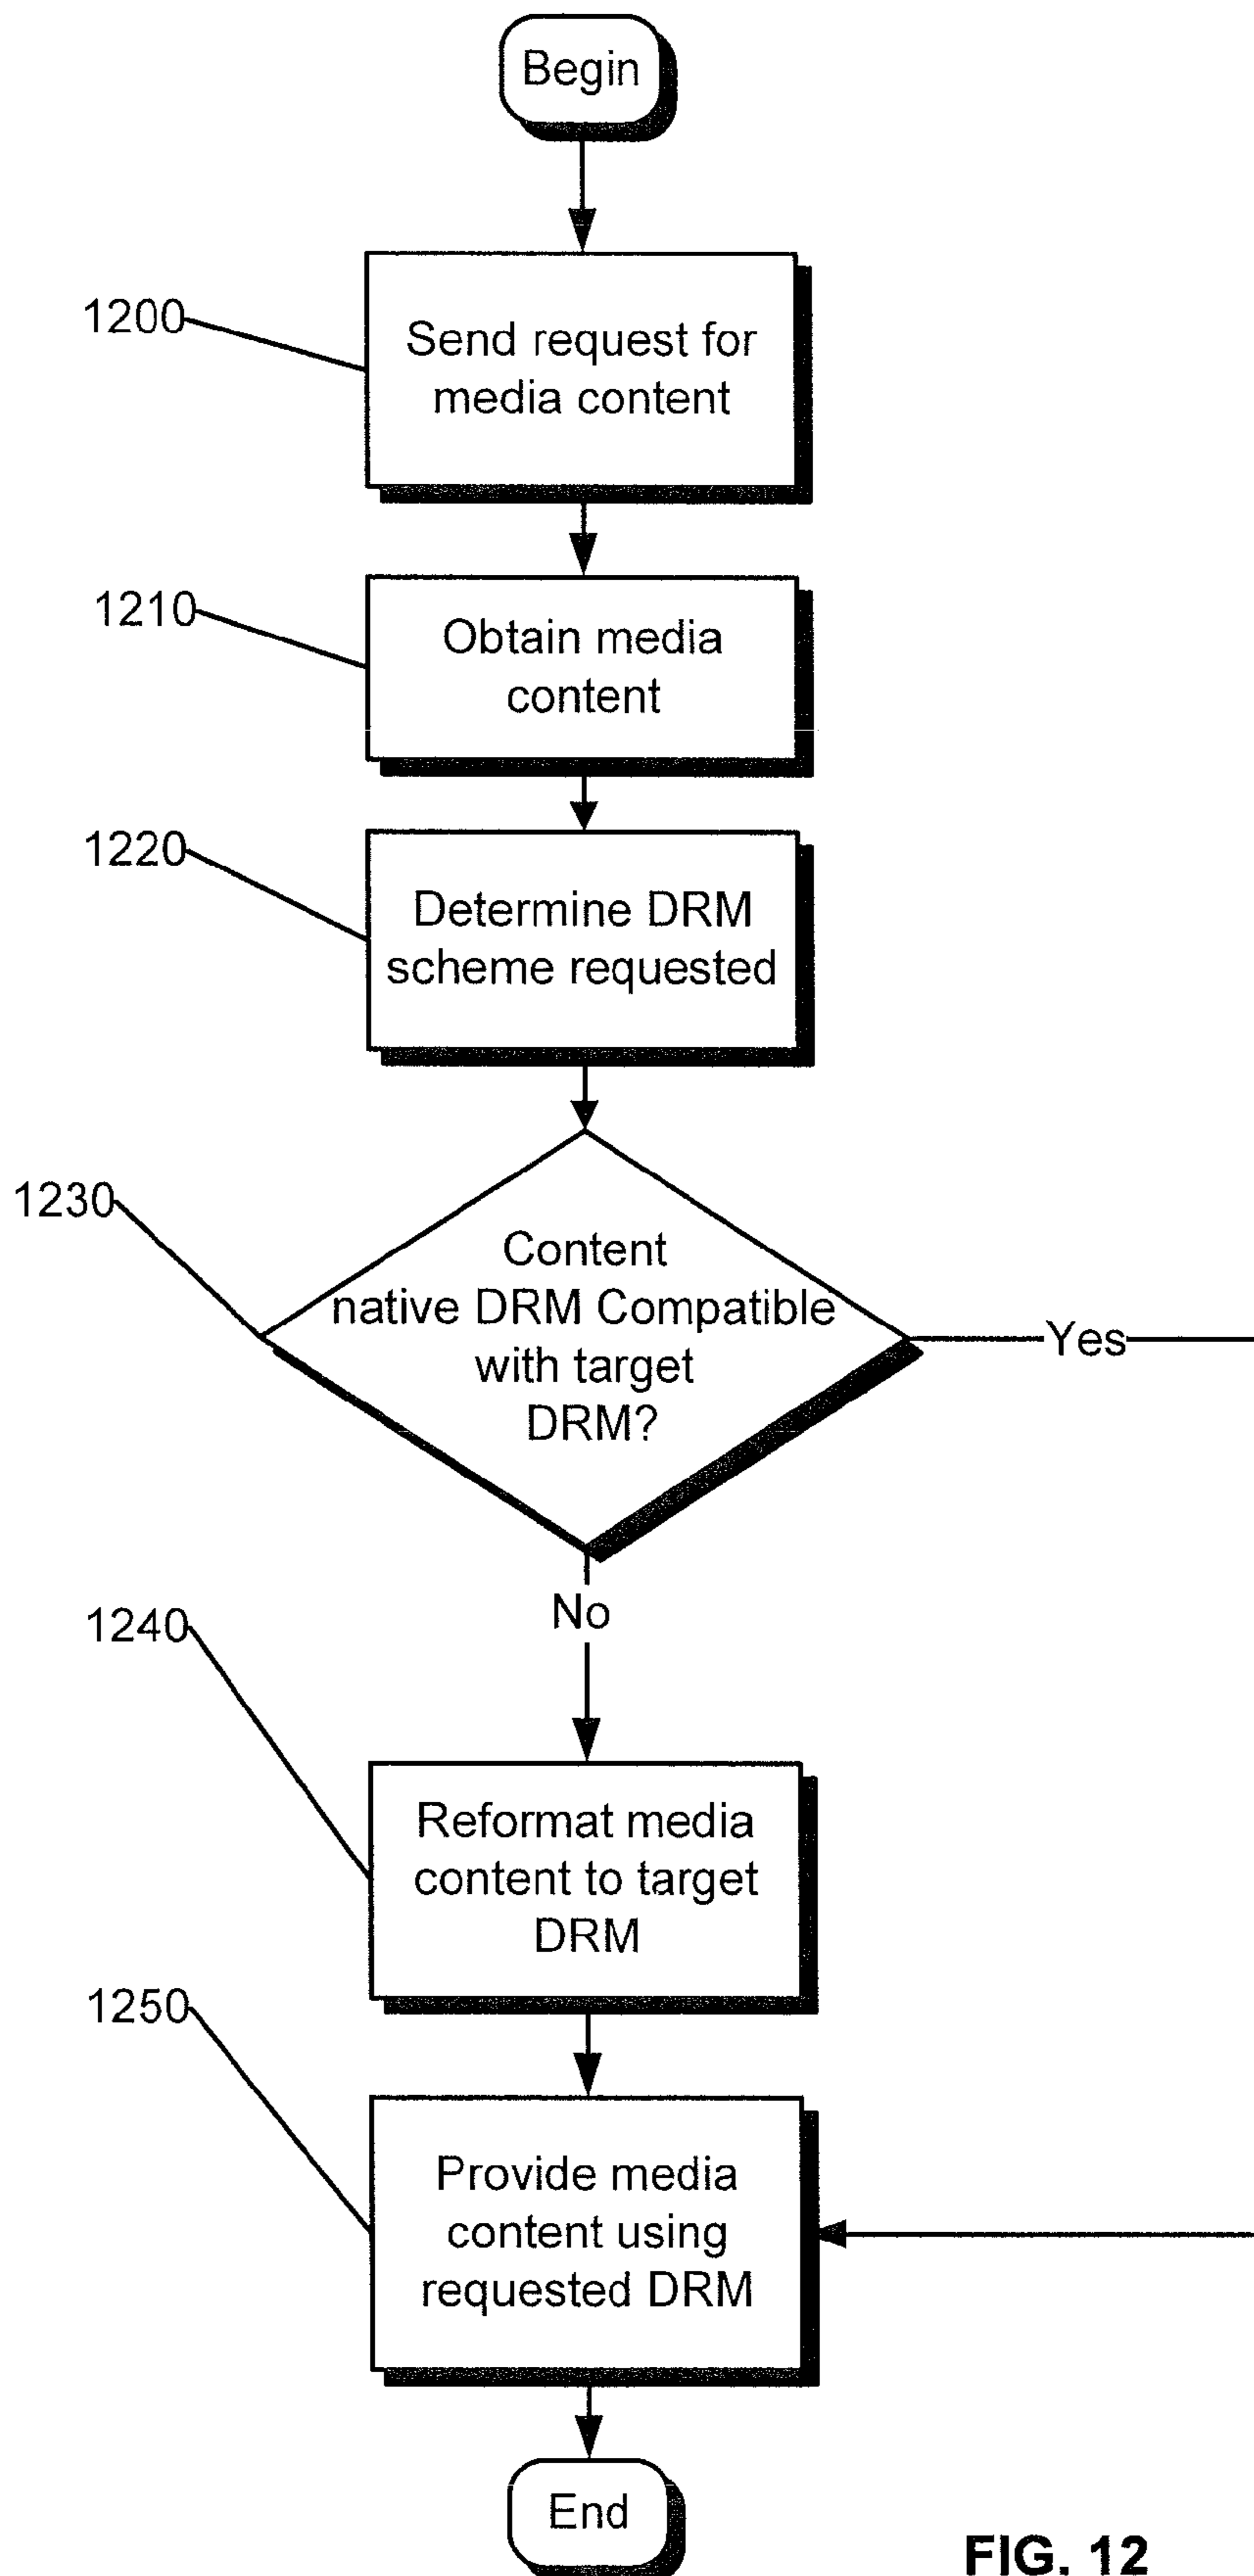 Begin
1200
Send request for
media content
1210
Obtain media
content
1220
Determine DRM
scheme requested
1230
Content
native DRM Compatible
with target
DRM?
Yes
No
1240
Reformat media
content to target
DRM
1250
Provide media
content using
requested DRM
End
FIG. 12